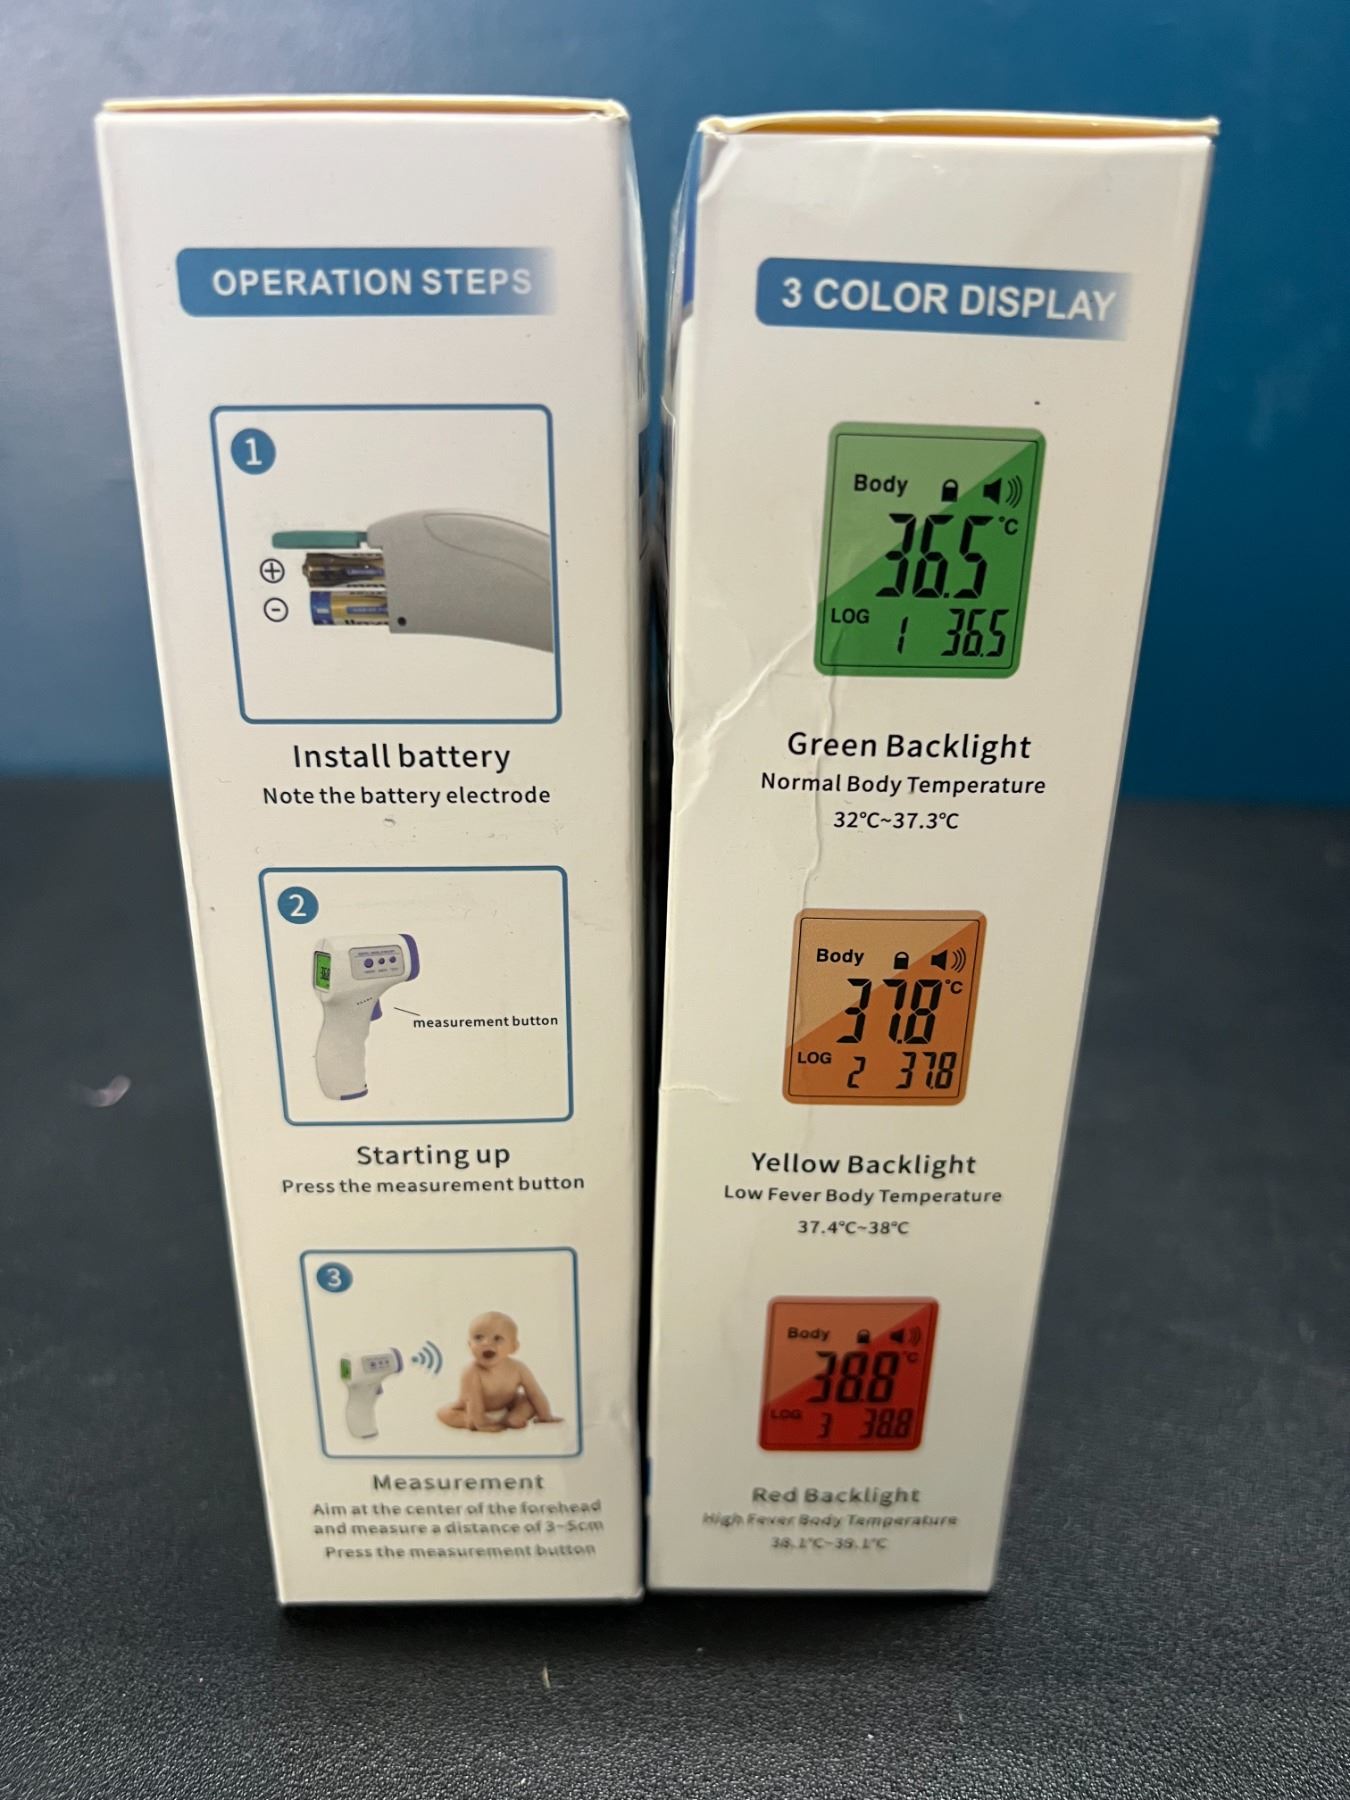 OPERATION STEPS
1
Install battery
Note the battery electrode
2
measurement button
Starting up
Press the measurement button
3
Measurement
Aim at the center of the forehead
and measure a distance of 3~5cm
Press the measurement button
3 COLOR DISPLAY
Body
36.5 °C
LOG 1 36.5
Green Backlight
Normal Body Temperature
32°C~37.3°C
Body
37.8 °C
LOG 2 37.8
Yellow Backlight
Low Fever Body Temperature
37.4°C~38°C
Body
38.8 °C
LOG 3 38.8
Red Backlight
High Fever Body Temperature